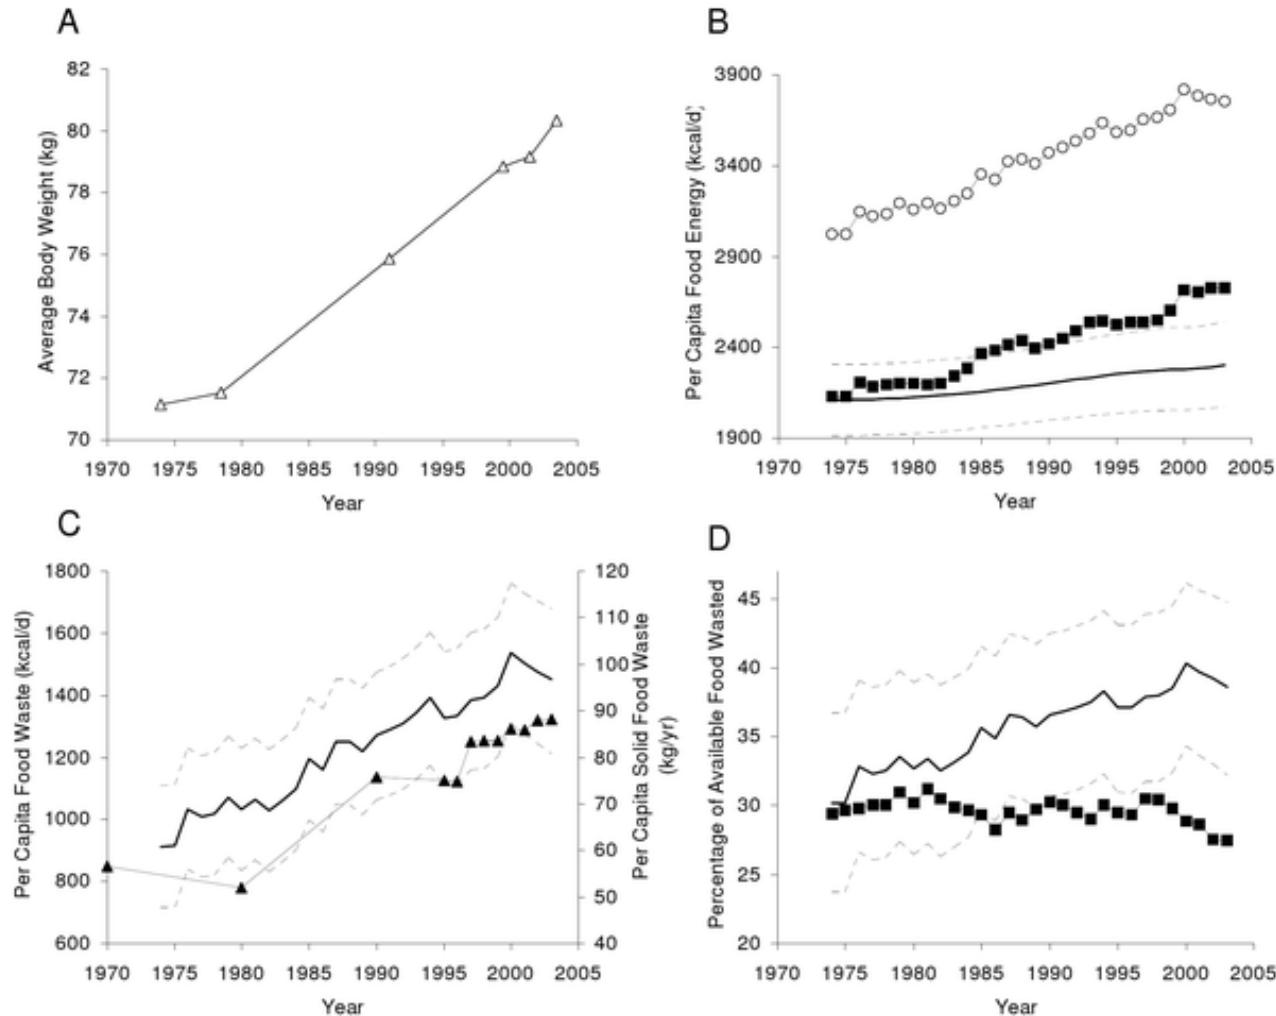 A
Average Body Weight (kg)
82
80
78
76
74
72
70
1970 1975 1980 1985 1990 1995 2000 2005
Year
B
Per Capita Food Energy (kcal/d)
3900
3400
2900
2400
1900
1970 1975 1980 1985 1990 1995 2000 2005
Year
C
Per Capita Food Waste (kcal/d)
1800
1600
1400
1200
1000
800
600
120
110
100
90
80
70
60
50
40
Per Capita Solid Food Waste
(kg/yr)
1970 1975 1980 1985 1990 1995 2000 2005
Year
D
Percentage of Available Food Wasted
45
40
35
30
25
20
1970 1975 1980 1985 1990 1995 2000 2005
Year